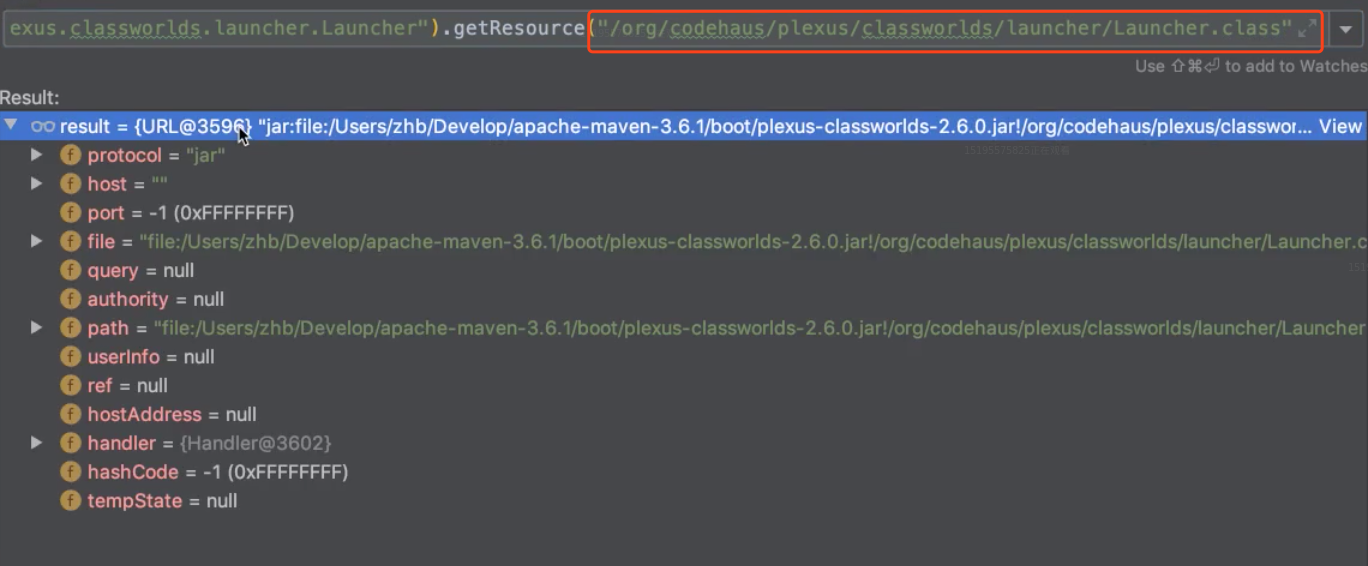 exus.classworlds.launcher.Launcher").getResource("/org/codehaus/plexus/classworlds/launcher/Launcher.class"
Use ⇧⌘⏎ to add to Watches
Result:
result = {URL@3596} "jar:file:/Users/zhb/Develop/apache-maven-3.6.1/boot/plexus-classworlds-2.6.0.jar!/org/codehaus/plexus/classwor... View
f protocol = "jar"
f host = ""
f port = -1 (0xFFFFFFFF)
f file = "file:/Users/zhb/Develop/apache-maven-3.6.1/boot/plexus-classworlds-2.6.0.jar!/org/codehaus/plexus/classworlds/launcher/Launcher.c
f query = null
f authority = null
f path = "file:/Users/zhb/Develop/apache-maven-3.6.1/boot/plexus-classworlds-2.6.0.jar!/org/codehaus/plexus/classworlds/launcher/Launcher
f userInfo = null
f ref = null
f hostAddress = null
f handler = {Handler@3602}
f hashCode = -1 (0xFFFFFFFF)
f tempState = null